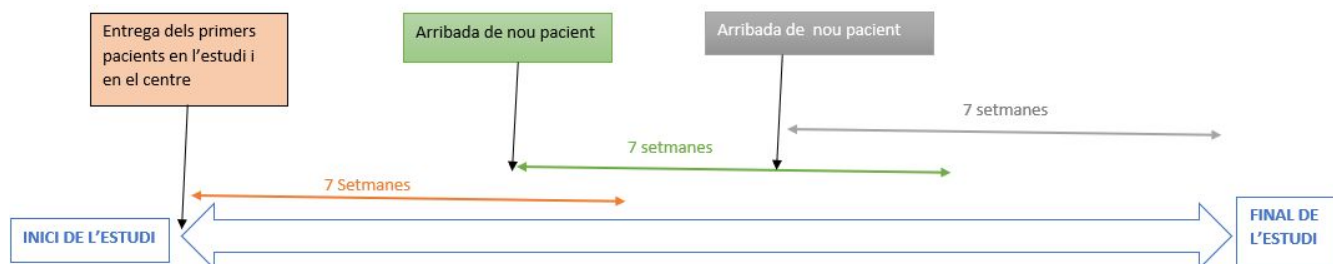 Entrega dels primers
pacients en l'estudi i
en el centre
Arribada de nou pacient
Arribada de nou pacient
7 setmanes
7 setmanes
7 Setmanes
INICI DE L'ESTUDI
FINAL DE
L'ESTUDI